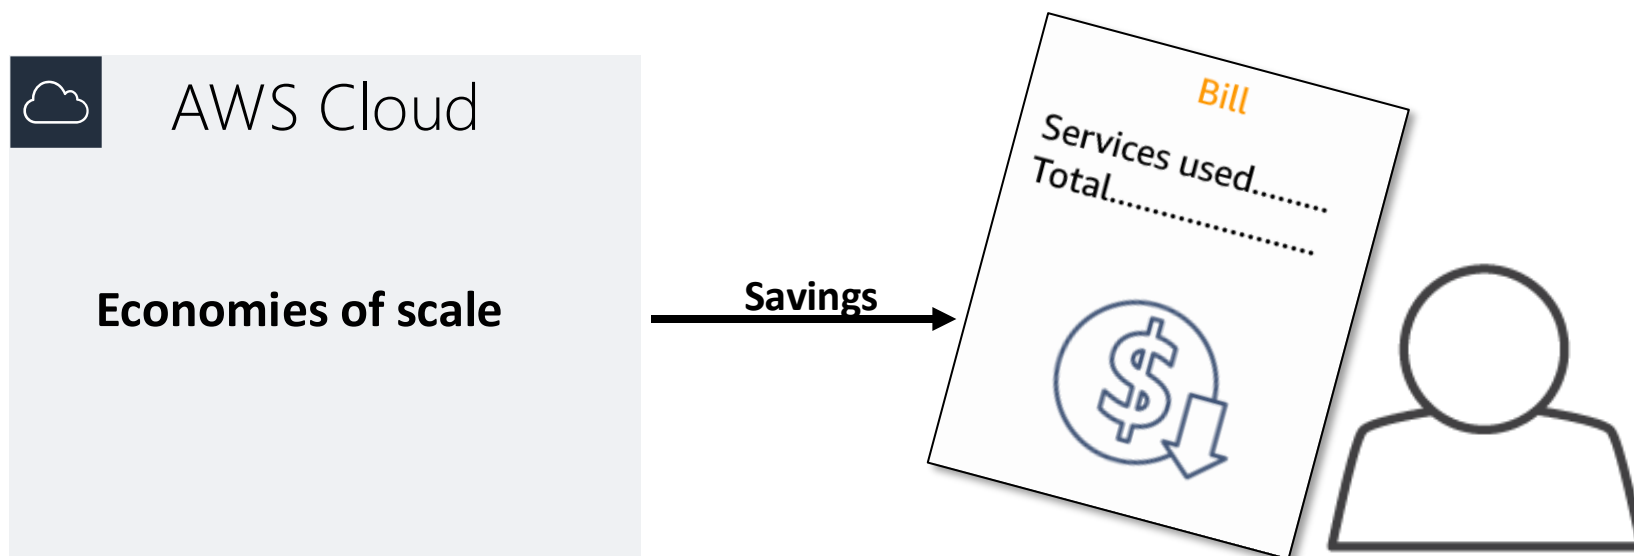 AWS Cloud
Economies of scale
Savings
Bill
Services used.........
Total........................
$